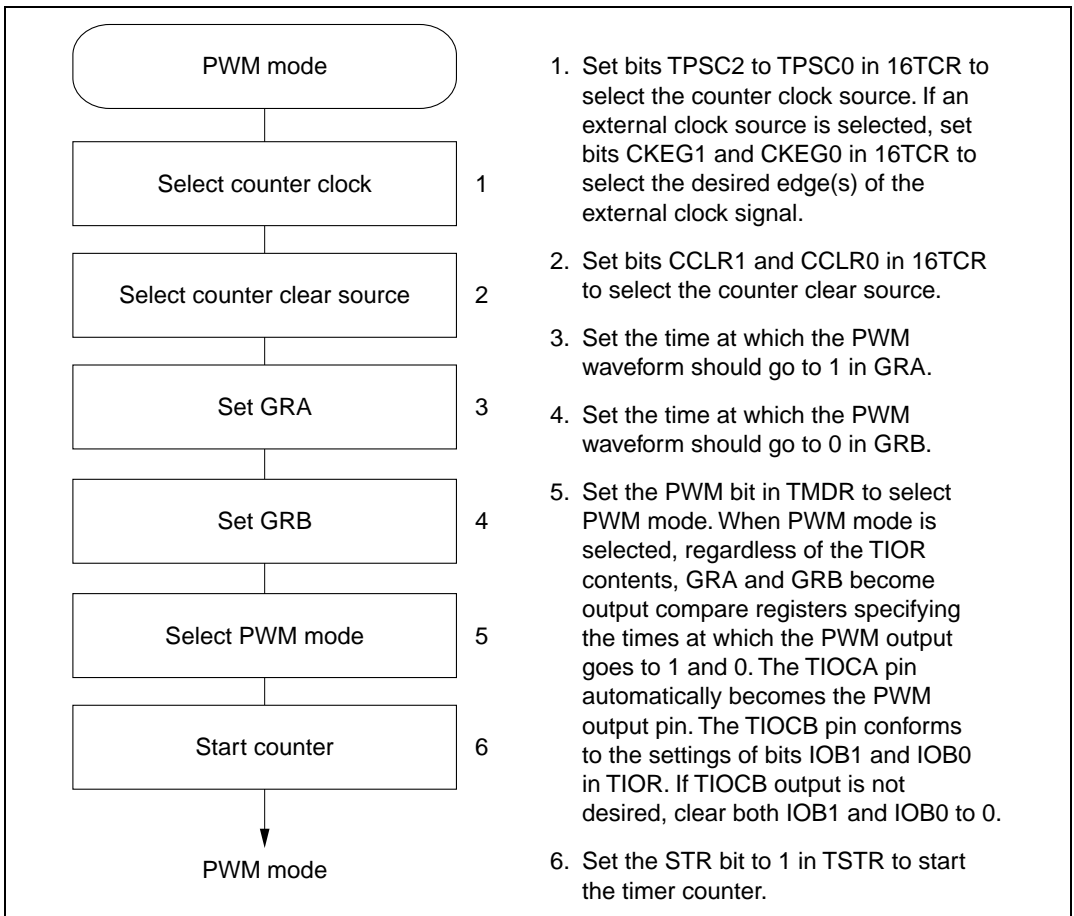 PWM mode
Select counter clock
1
Select counter clear source
2
Set GRA
3
Set GRB
4
Select PWM mode
5
Start counter
6
PWM mode
1. Set bits TPSC2 to TPSC0 in 16TCR to
select the counter clock source. If an
external clock source is selected, set
bits CKEG1 and CKEG0 in 16TCR to
select the desired edge(s) of the
external clock signal.
2. Set bits CCLR1 and CCLR0 in 16TCR
to select the counter clear source.
3. Set the time at which the PWM
waveform should go to 1 in GRA.
4. Set the time at which the PWM
waveform should go to 0 in GRB.
5. Set the PWM bit in TMDR to select
PWM mode. When PWM mode is
selected, regardless of the TIOR
contents, GRA and GRB become
output compare registers specifying
the times at which the PWM output
goes to 1 and 0. The TIOCA pin
automatically becomes the PWM
output pin. The TIOCB pin conforms
to the settings of bits IOB1 and IOB0
in TIOR. If TIOCB output is not
desired, clear both IOB1 and IOB0 to 0.
6. Set the STR bit to 1 in TSTR to start
the timer counter.